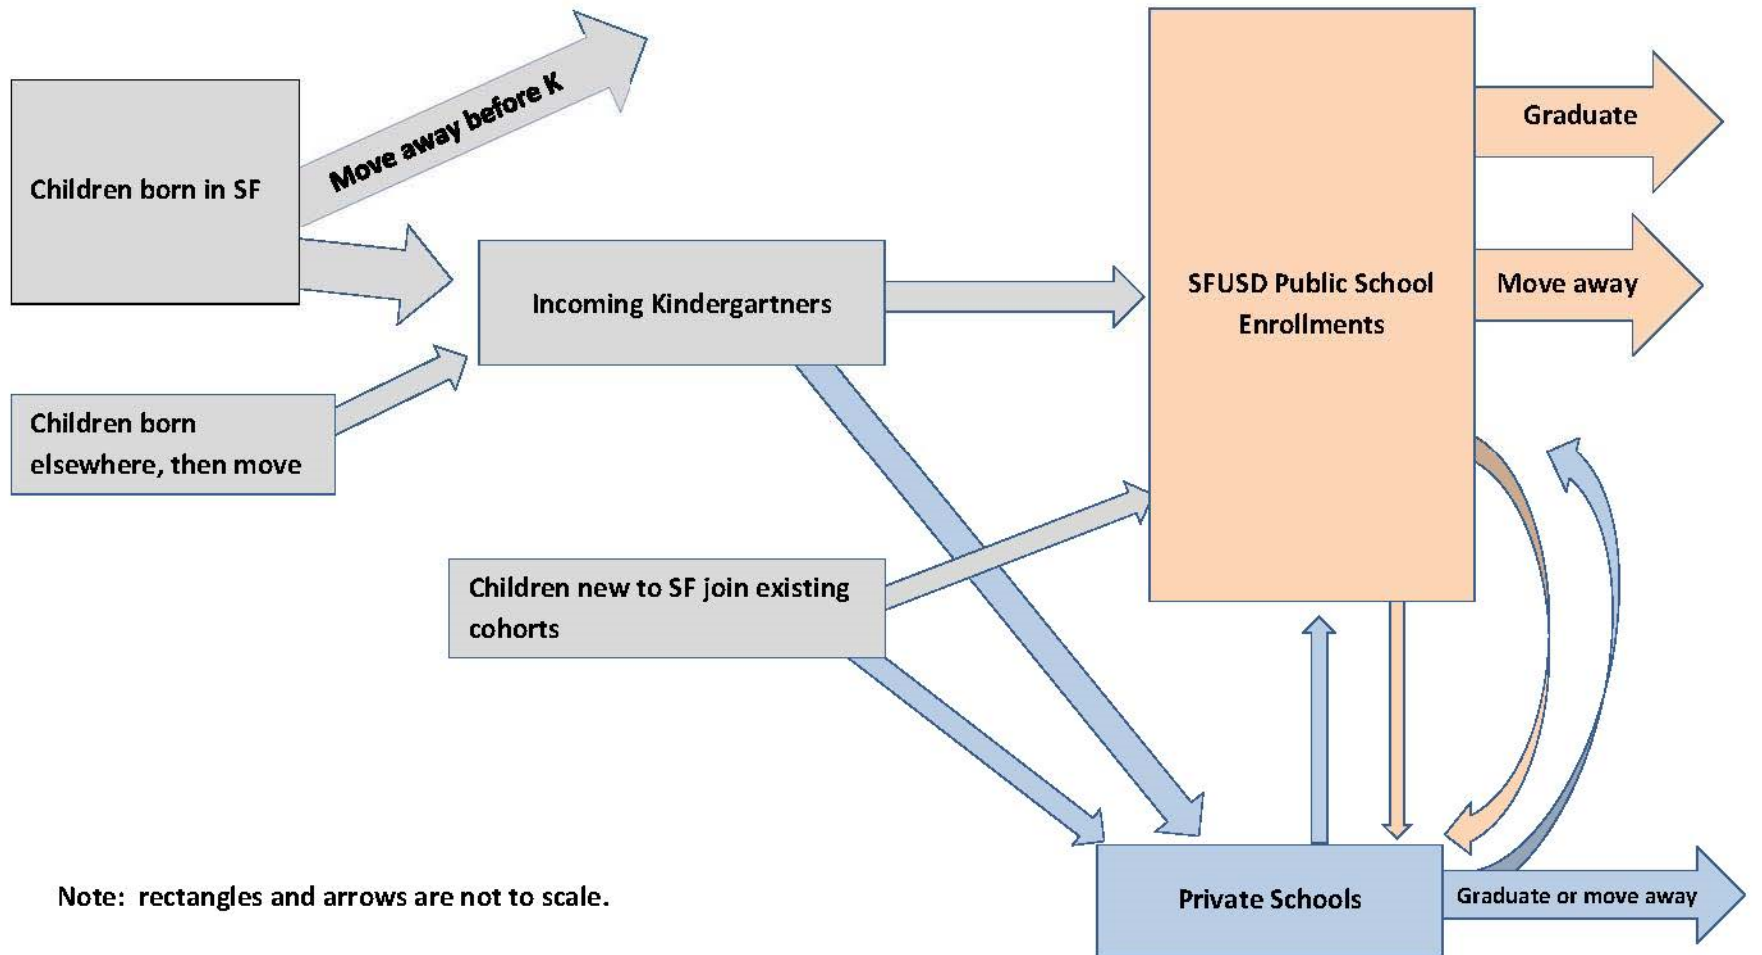 Move away before K
Graduate
Children born in SF
SFUSD Public School
Enrollments
Move away
Incoming Kindergartners
Children born
elsewhere, then move
Children new to SF join existing
cohorts
Note:  rectangles and arrows are not to scale.
Private Schools
Graduate or move away